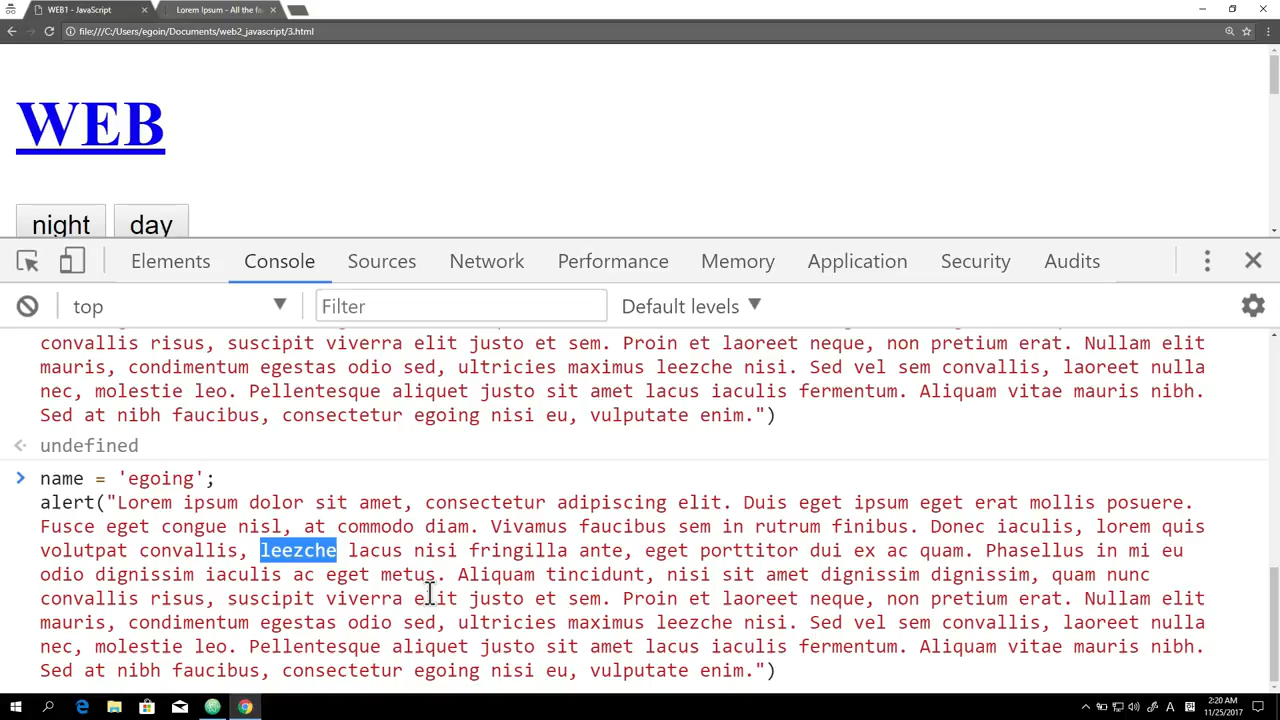 WEB1 - JavaScript
Lorem Ipsum - All the fa
file:///C:/Users/egoin/Documents/web2_javascript/3.html
WEB
night day
Elements Console Sources Network Performance Memory Application Security Audits
top Filter Default levels
convallis risus, suscipit viverra elit justo et sem. Proin et laoreet neque, non pretium erat. Nullam elit
mauris, condimentum egestas odio sed, ultricies maximus leezche nisi. Sed vel sem convallis, laoreet nulla
nec, molestie leo. Pellentesque aliquet justo sit amet lacus iaculis fermentum. Aliquam vitae mauris nibh.
Sed at nibh faucibus, consectetur egoing nisi eu, vulputate enim.")
undefined
name = 'egoing';
alert("Lorem ipsum dolor sit amet, consectetur adipiscing elit. Duis eget ipsum eget erat mollis posuere.
Fusce eget congue nisl, at commodo diam. Vivamus faucibus sem in rutrum finibus. Donec iaculis, lorem quis
volutpat convallis, leezche lacus nisi fringilla ante, eget porttitor dui ex ac quam. Phasellus in mi eu
odio dignissim iaculis ac eget metus. Aliquam tincidunt, nisi sit amet dignissim dignissim, quam nunc
convallis risus, suscipit viverra elit justo et sem. Proin et laoreet neque, non pretium erat. Nullam elit
mauris, condimentum egestas odio sed, ultricies maximus leezche nisi. Sed vel sem convallis, laoreet nulla
nec, molestie leo. Pellentesque aliquet justo sit amet lacus iaculis fermentum. Aliquam vitae mauris nibh.
Sed at nibh faucibus, consectetur egoing nisi eu, vulputate enim.")
A 2:20 AM
11/25/2017